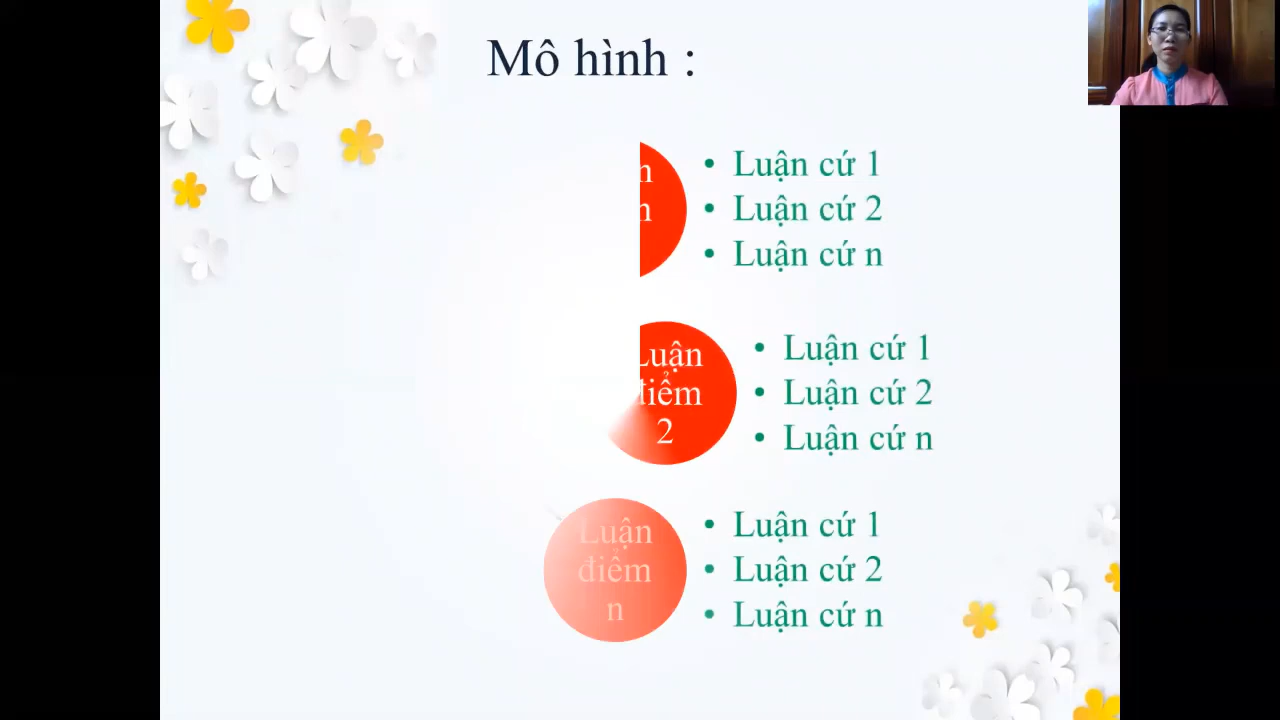 Mô hình :
• Luận cứ 1
• Luận cứ 2
• Luận cứ n
Luận
điểm
2
• Luận cứ 1
• Luận cứ 2
• Luận cứ n
Luận
điểm
n
• Luận cứ 1
• Luận cứ 2
• Luận cứ n